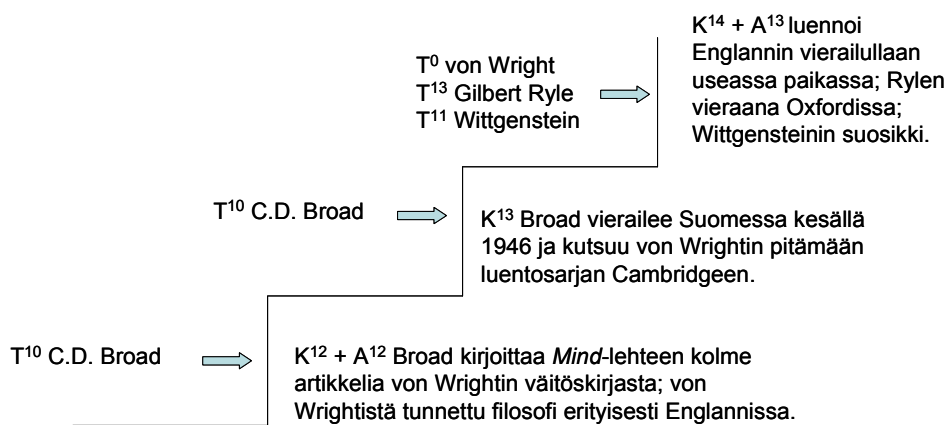 K¹⁴ + A¹³ luennoi
Englannin vierailullaan
useassa paikassa; Rylen
vieraana Oxfordissa;
Wittgensteinin suosikki.
T⁰ von Wright
T¹³ Gilbert Ryle
T¹¹ Wittgenstein
T¹⁰ C.D. Broad
K¹³ Broad vierailee Suomessa kesällä
1946 ja kutsuu von Wrightin pitämään
luentosarjan Cambridgeen.
T¹⁰ C.D. Broad
K¹² + A¹² Broad kirjoittaa Mind-lehteen kolme
artikkelia von Wrightin väitöskirjasta; von
Wrightistä tunnettu filosofi erityisesti Englannissa.